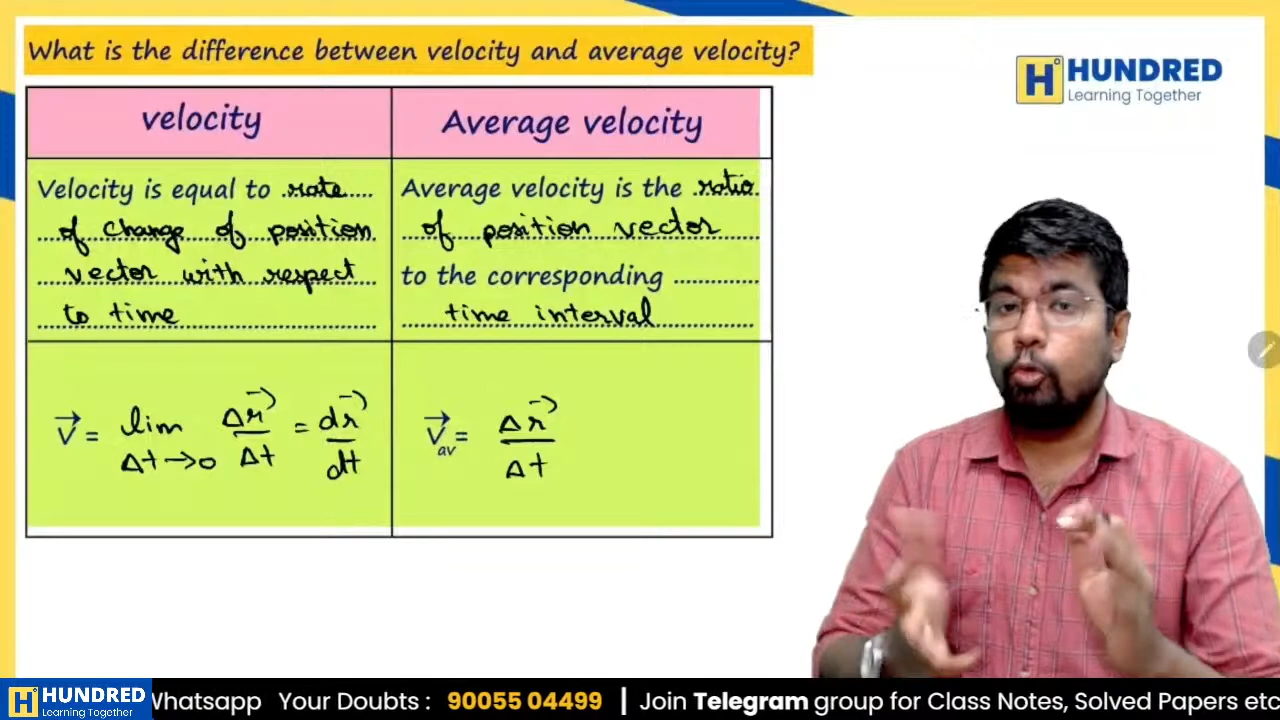 What is the difference between velocity and average velocity?
H° HUNDRED
Learning Together
velocity
Average velocity
Velocity is equal to rate
of change of position
vector with respect
to time
Average velocity is the ratio
of position vector
to the corresponding
time interval
V⃗ = lim Δt→0 Δr⃗/Δt = dr⃗/dt
V⃗av = Δr⃗/Δt
H° HUNDRED
Learning Together
Whatsapp Your Doubts : 90055 04499 | Join Telegram group for Class Notes, Solved Papers etc